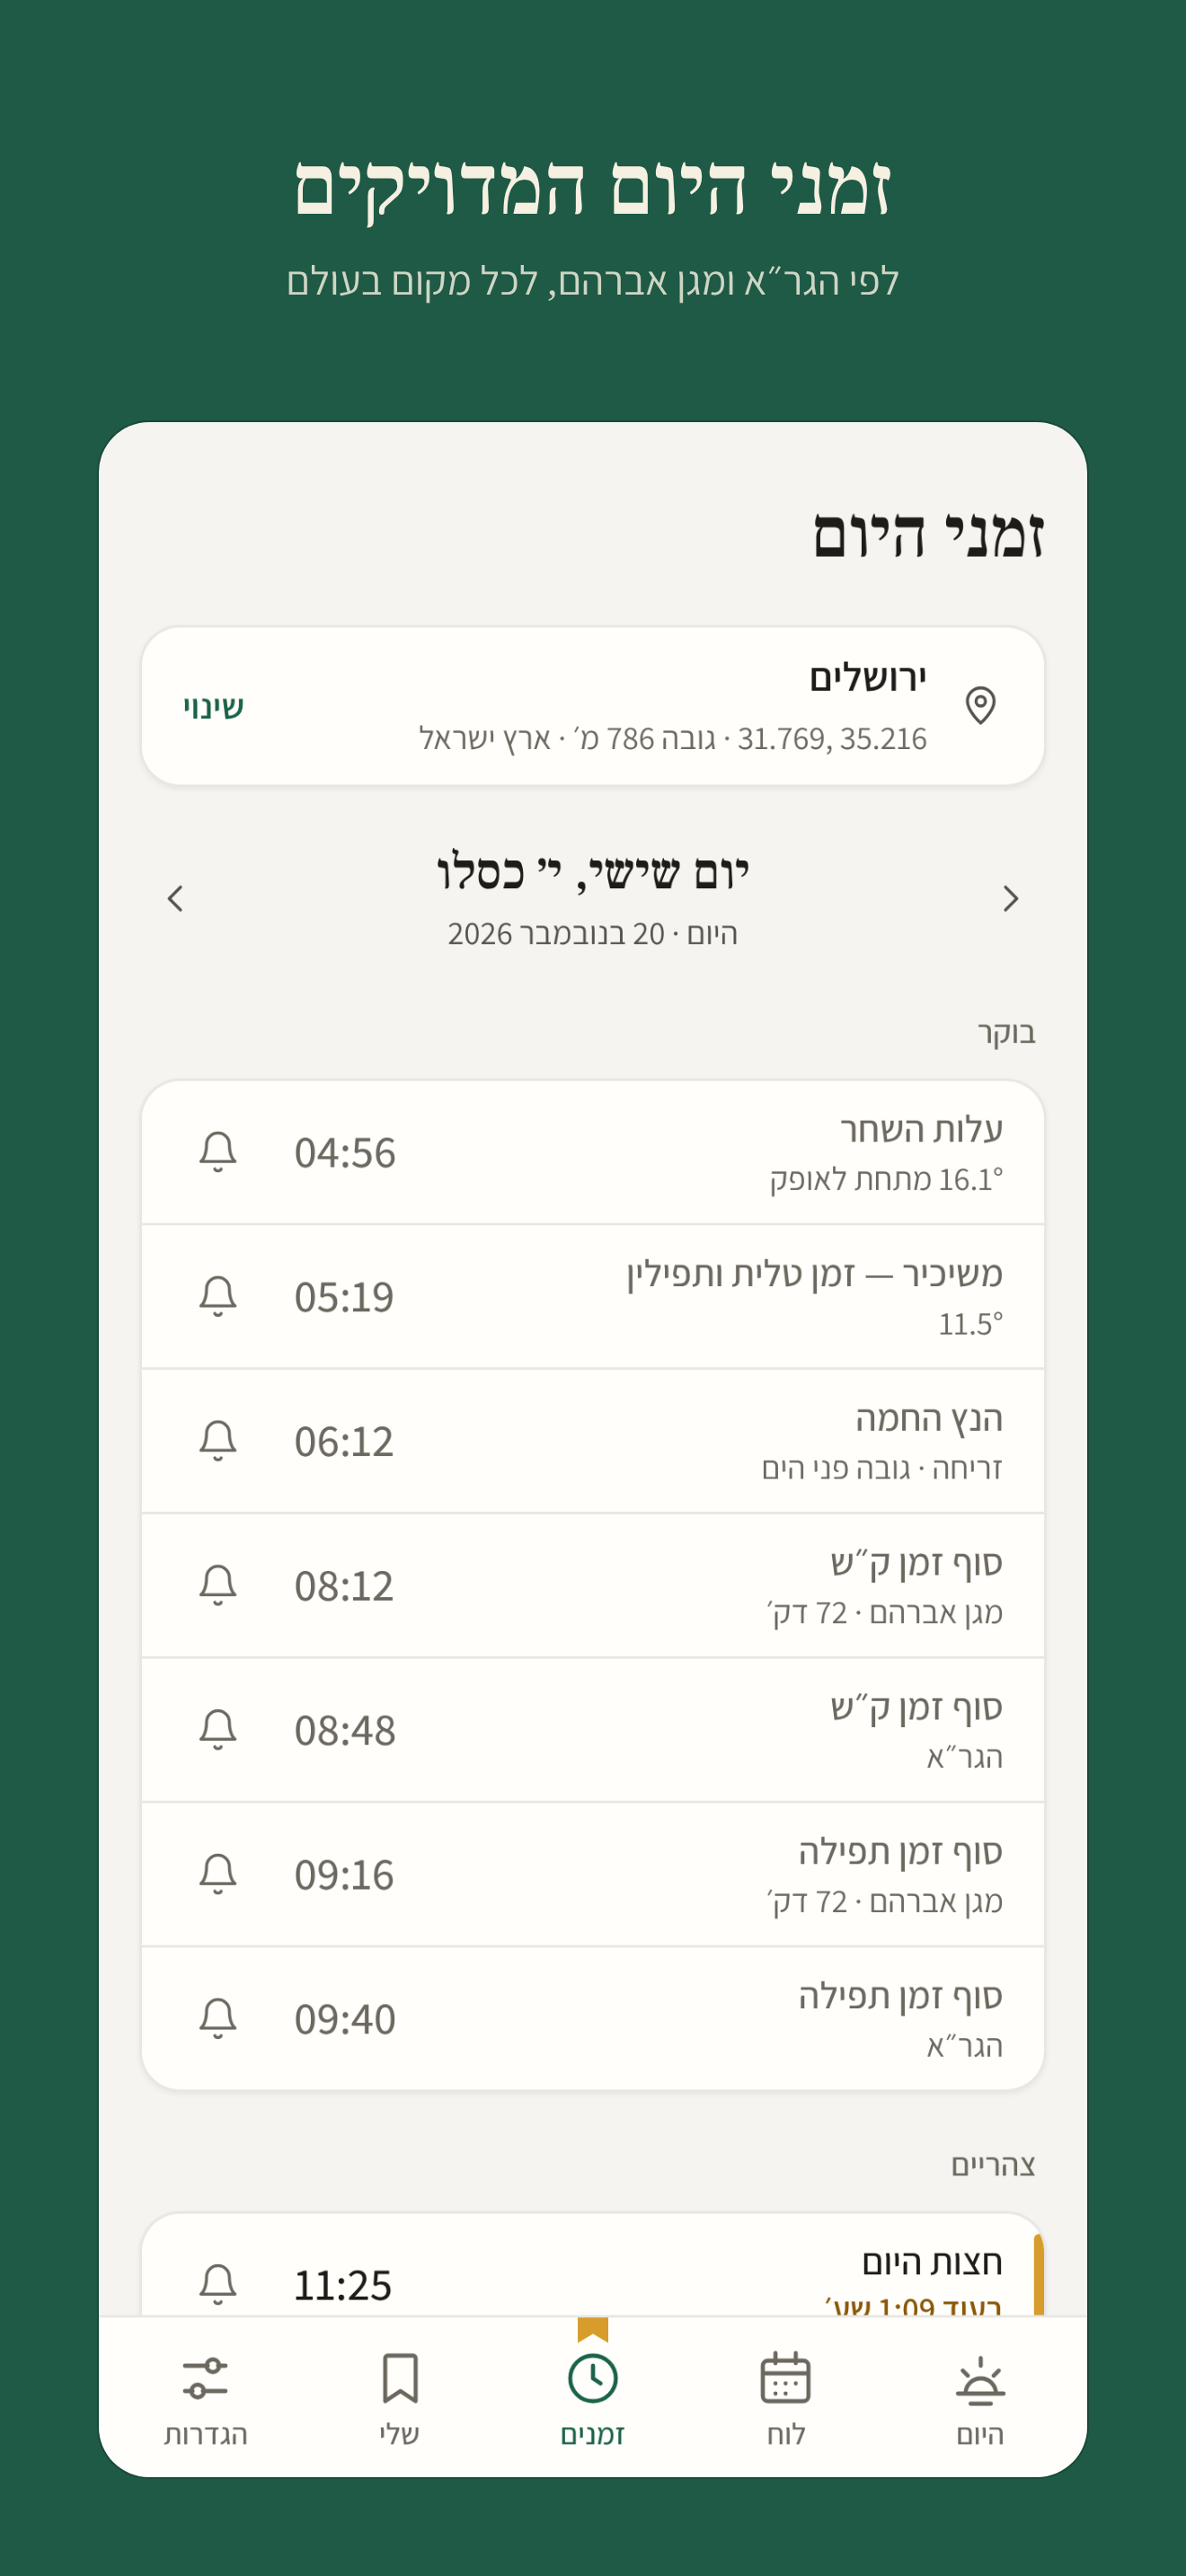 זמני היום המדויקים
לפי הגר״א ומגן אברהם, לכל מקום בעולם
זמני היום
ירושלים
31.769, 35.216 · גובה 786 מ׳ · ארץ ישראל
שינוי
יום שישי, י׳ כסלו
היום · 20 בנובמבר 2026
בוקר
עלות השחר
16.1° מתחת לאופק
04:56
משיכיר — זמן טלית ותפילין
11.5°
05:19
הנץ החמה
זריחה · גובה פני הים
06:12
סוף זמן ק״ש
מגן אברהם · 72 דק׳
08:12
סוף זמן ק״ש
הגר״א
08:48
סוף זמן תפילה
מגן אברהם · 72 דק׳
09:16
סוף זמן תפילה
הגר״א
09:40
צהריים
חצות היום
בעוד 1:09 שע׳
11:25
היום
לוח
זמנים
שלי
הגדרות